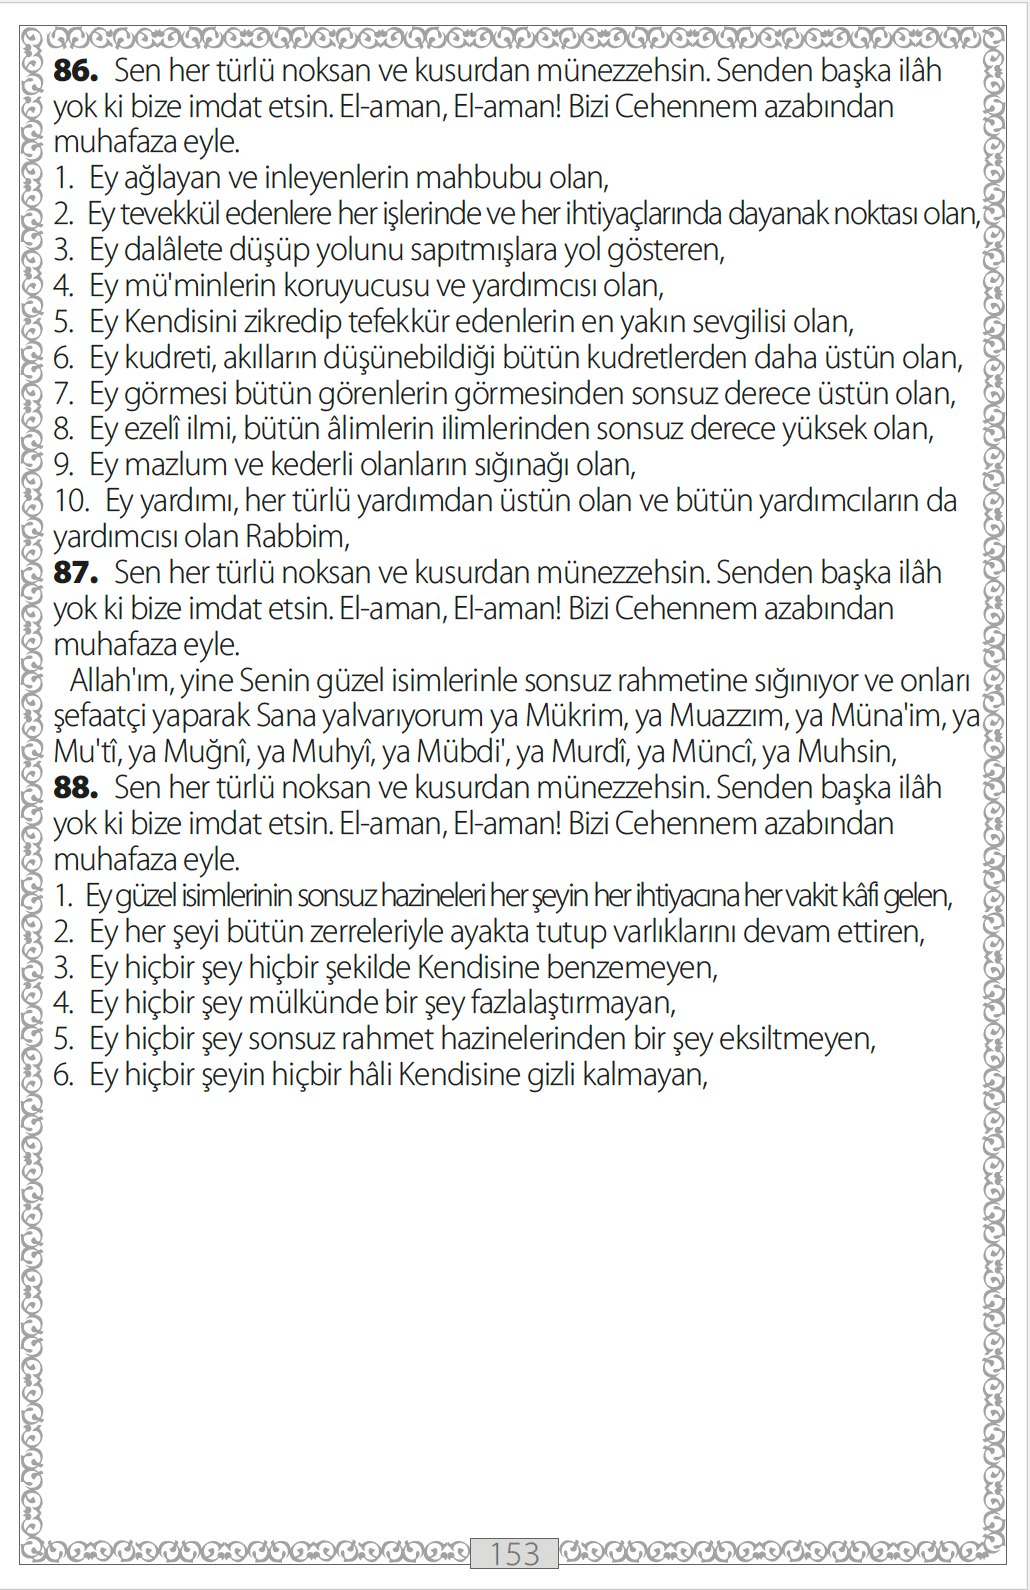 86. Sen her türlü noksan ve kusurdan münezzehsin. Senden başka ilâh
yok ki bize imdat etsin. El-aman, El-aman! Bizi Cehennem azabından
muhafaza eyle.
1. Ey ağlayan ve inleyenlerin mahbubu olan,
2. Ey tevekkül edenlere her işlerinde ve her ihtiyaçlarında dayanak noktası olan,
3. Ey dalâlete düşüp yolunu sapıtmışlara yol gösteren,
4. Ey mü'minlerin koruyucusu ve yardımcısı olan,
5. Ey Kendisini zikredip tefekkür edenlerin en yakın sevgilisi olan,
6. Ey kudreti, akılların düşünebildiği bütün kudretlerden daha üstün olan,
7. Ey görmesi bütün görenlerin görmesinden sonsuz derece üstün olan,
8. Ey ezelî ilmi, bütün âlimlerin ilimlerinden sonsuz derece yüksek olan,
9. Ey mazlum ve kederli olanların sığınağı olan,
10. Ey yardımı, her türlü yardımdan üstün olan ve bütün yardımcıların da
yardımcısı olan Rabbim,
87. Sen her türlü noksan ve kusurdan münezzehsin. Senden başka ilâh
yok ki bize imdat etsin. El-aman, El-aman! Bizi Cehennem azabından
muhafaza eyle.
Allah'ım, yine Senin güzel isimlerinle sonsuz rahmetine sığınıyor ve onları
şefaatçi yaparak Sana yalvarıyorum ya Mükrim, ya Muazzım, ya Müna'im, ya
Mu'tî, ya Muğnî, ya Muhyî, ya Mübdi', ya Murdî, ya Müncî, ya Muhsin,
88. Sen her türlü noksan ve kusurdan münezzehsin. Senden başka ilâh
yok ki bize imdat etsin. El-aman, El-aman! Bizi Cehennem azabından
muhafaza eyle.
1. Ey güzel isimlerinin sonsuz hazineleri her şeyin her ihtiyacına her vakit kâfi gelen,
2. Ey her şeyi bütün zerreleriyle ayakta tutup varlıklarını devam ettiren,
3. Ey hiçbir şey hiçbir şekilde Kendisine benzemeyen,
4. Ey hiçbir şey mülkünde bir şey fazlalaştırmayan,
5. Ey hiçbir şey sonsuz rahmet hazinelerinden bir şey eksiltmeyen,
6. Ey hiçbir şeyin hiçbir hâli Kendisine gizli kalmayan,
153